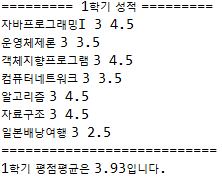 ========= 1학기 성적 =========
자바프로그래밍I 3 4.5
운영체제론 3 3.5
객체지향프로그램 3 4.5
컴퓨터네트워크 3 3.5
알고리즘 3 4.5
자료구조 3 4.5
일본배낭여행 3 2.5
===========================
1학기 평점평균은 3.93입니다.